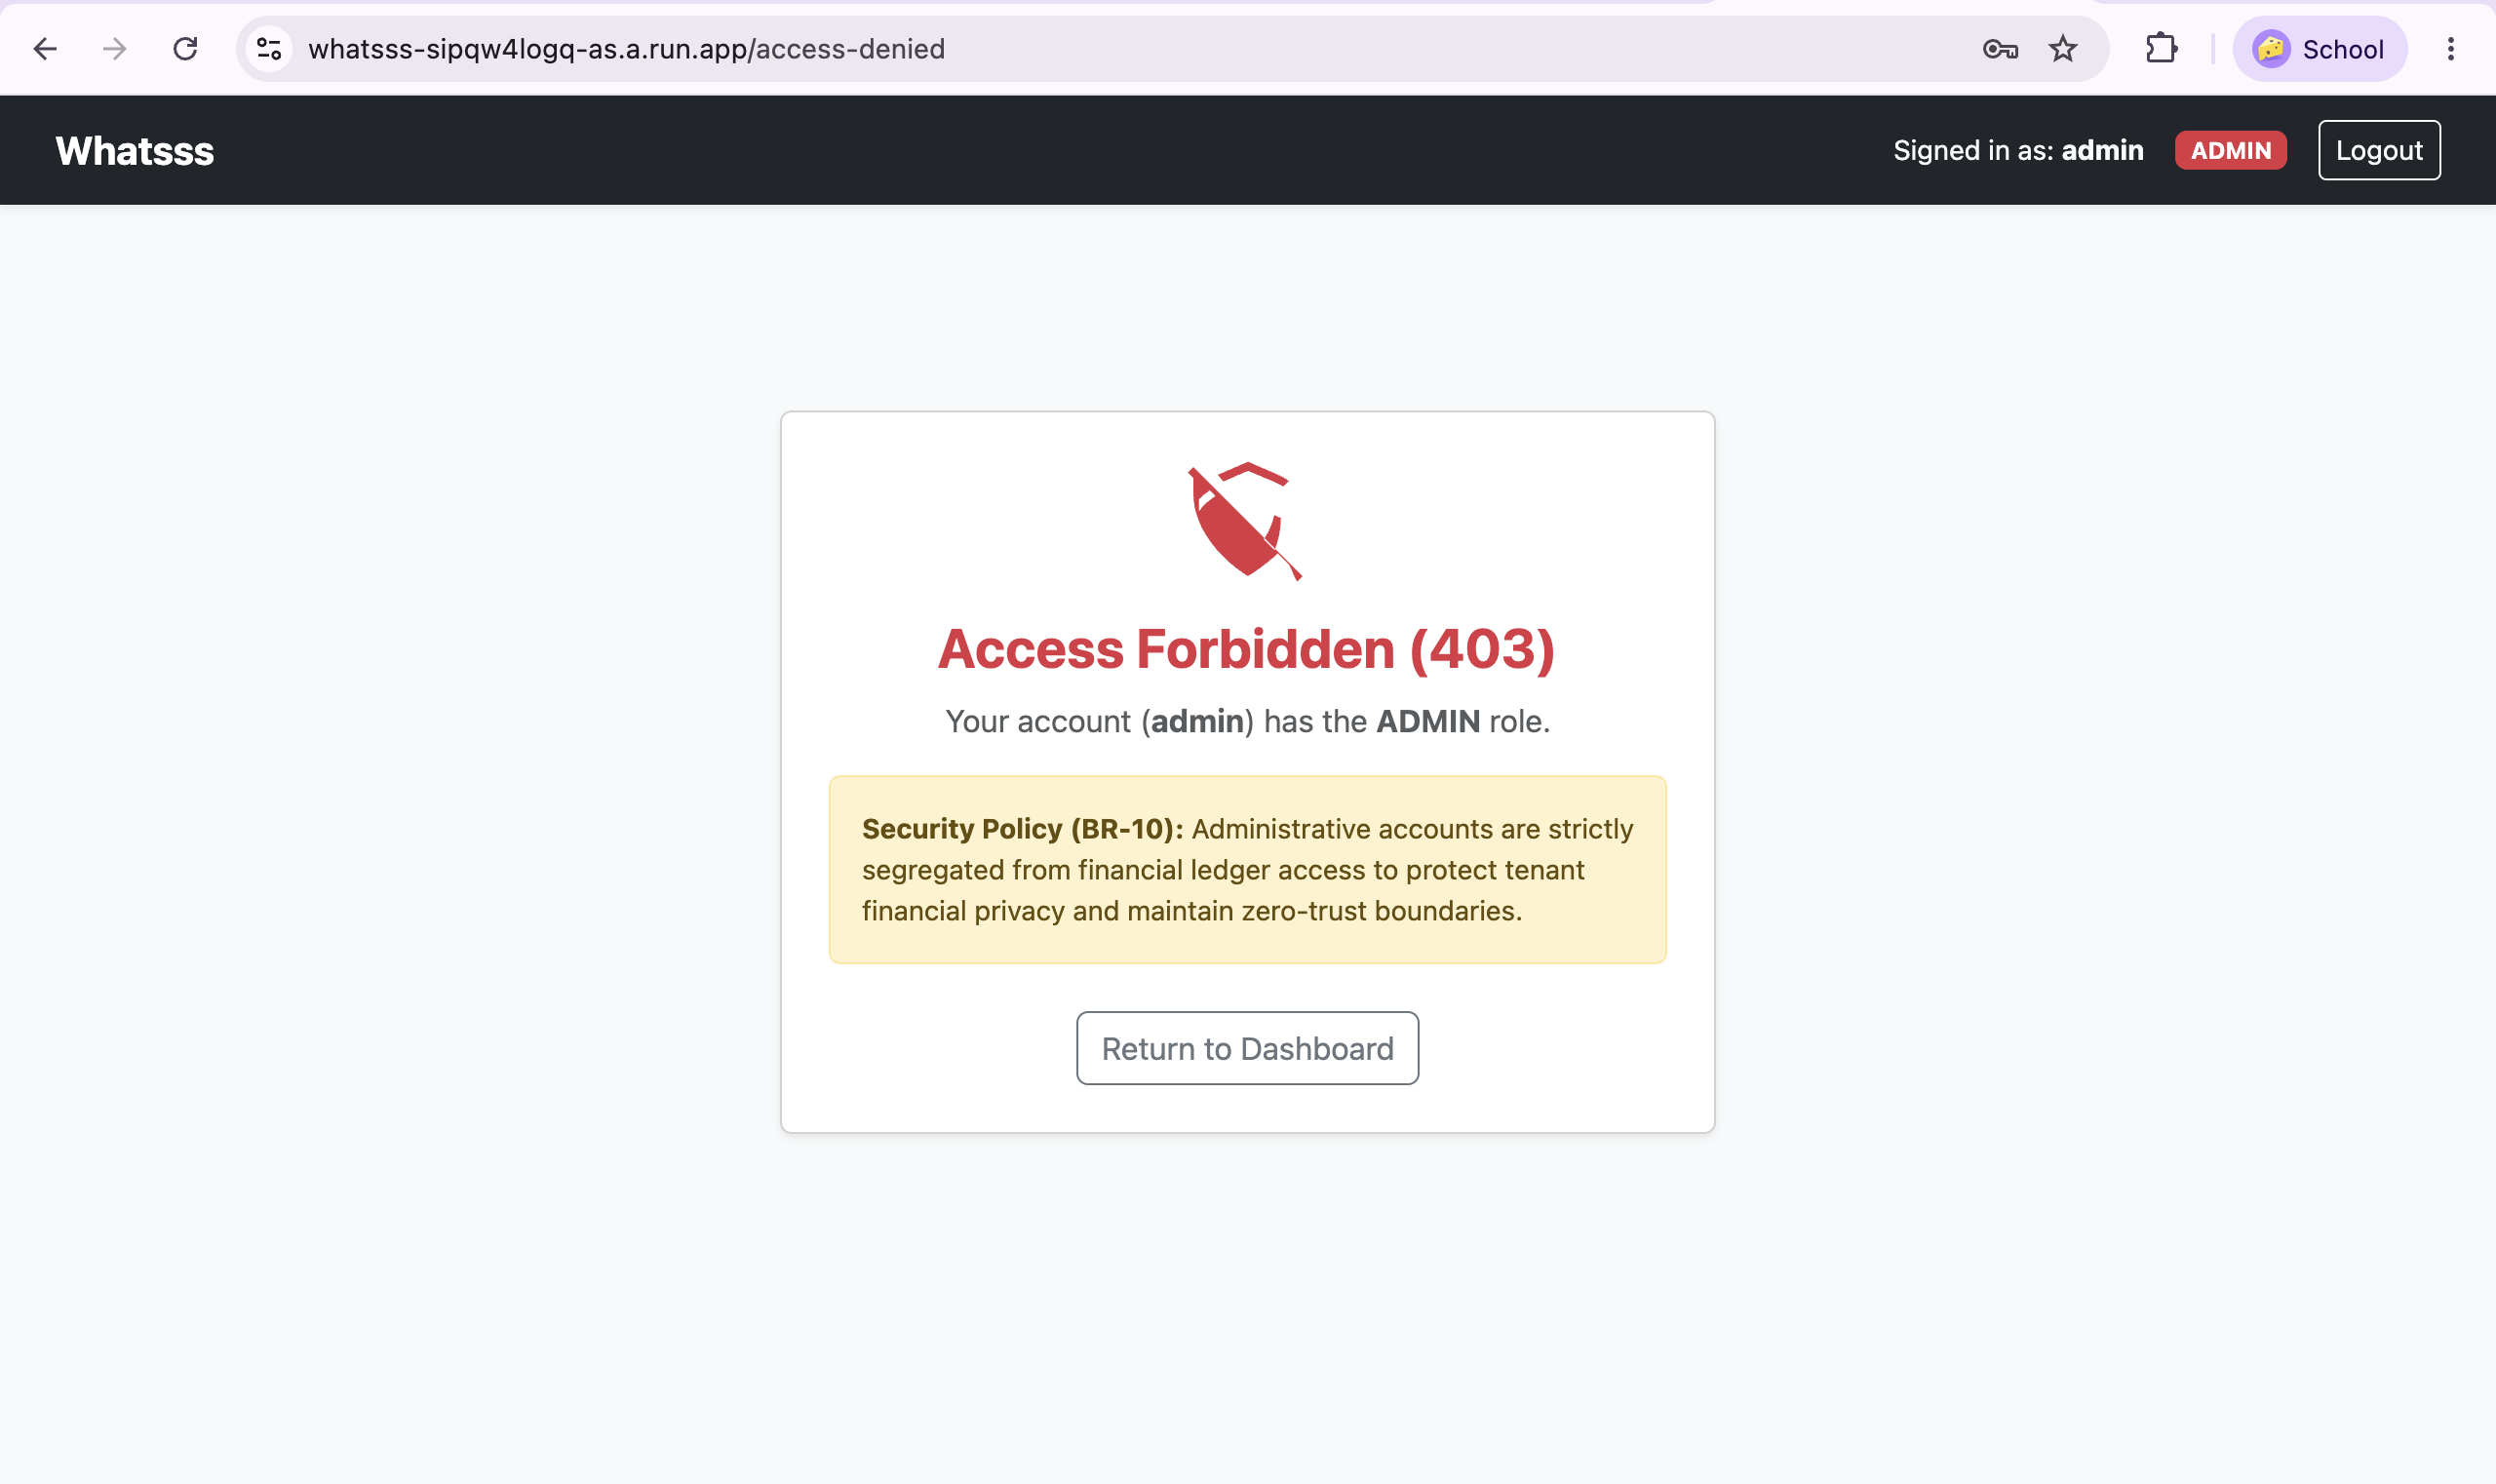 whatsss-sipqw4logq-as.a.run.app/access-denied
School
Whatsss
Signed in as: admin
ADMIN
Logout
Access Forbidden (403)
Your account (admin) has the ADMIN role.
Security Policy (BR-10): Administrative accounts are strictly
segregated from financial ledger access to protect tenant
financial privacy and maintain zero-trust boundaries.
Return to Dashboard